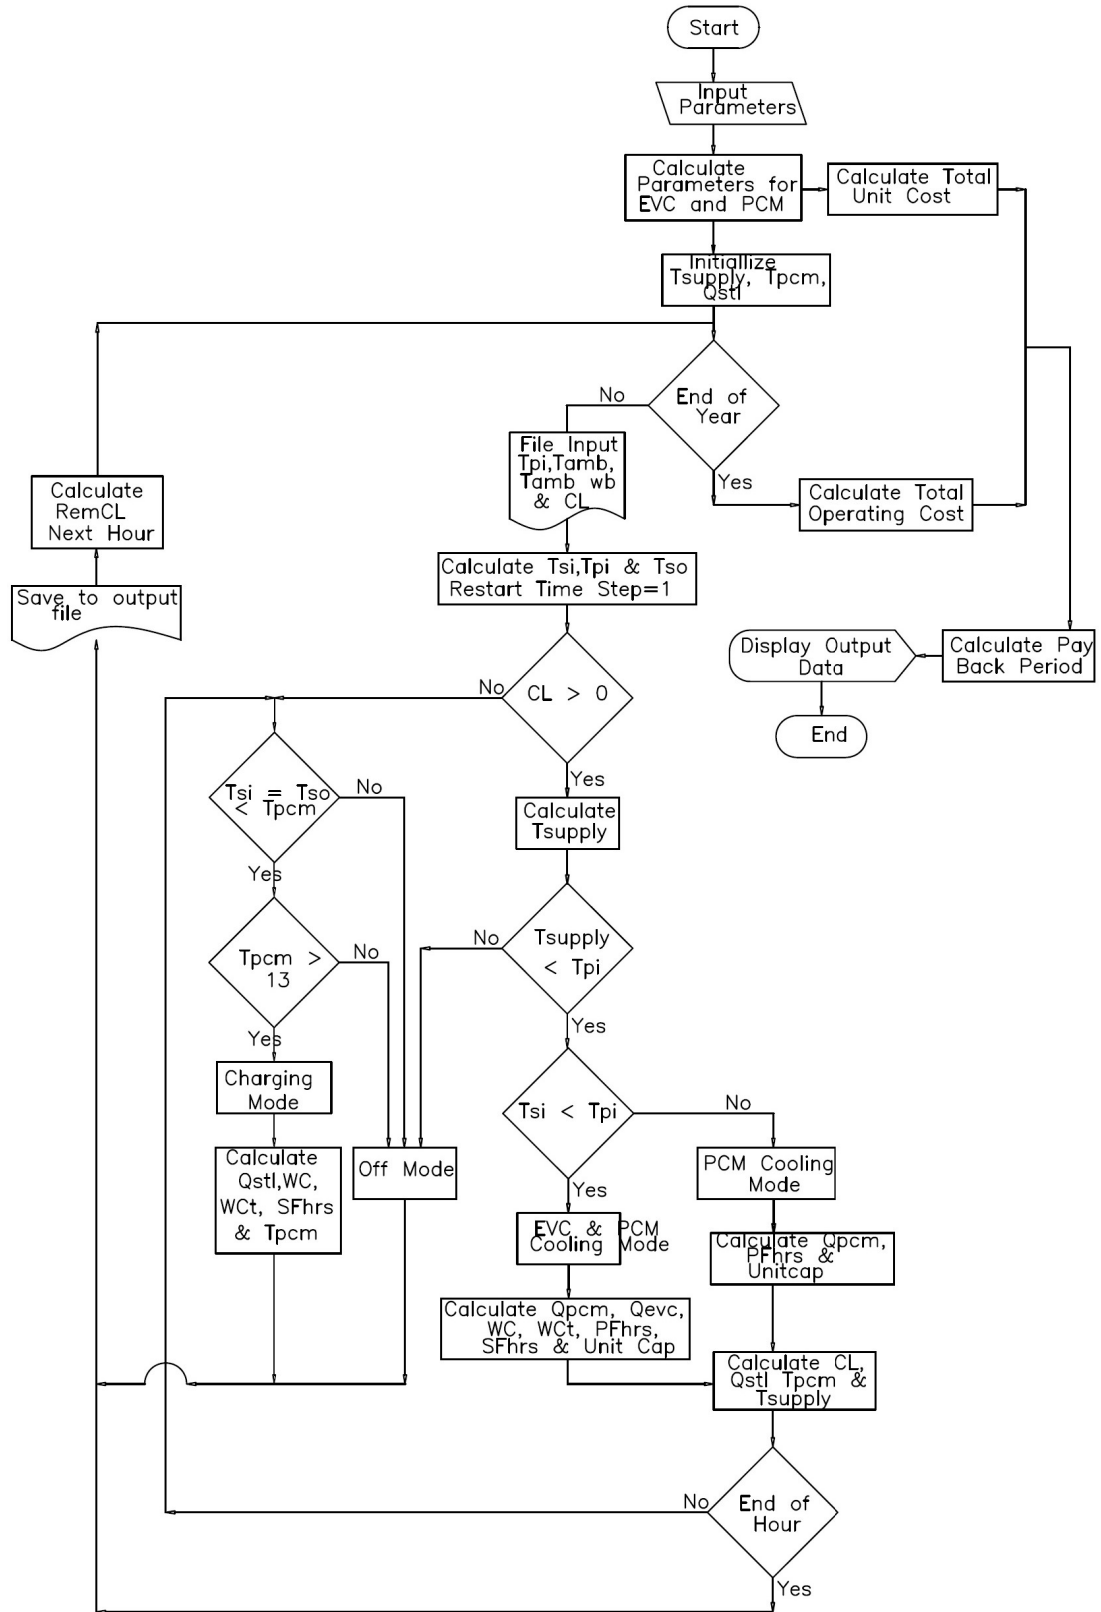 Start
Input
Parameters
Calculate
Parameters for
EVC and PCM
Calculate Total
Unit Cost
Initiallize
Tsupply, Tpcm,
Qstl
End of
Year
No
Yes
File Input
Tpi,Tamb,
Tamb wb
& CL
Calculate Total
Operating Cost
Calculate
RemCL
Next Hour
Save to output
file
Calculate Tsi,Tpi & Tso
Restart Time Step=1
Display Output
Data
Calculate Pay
Back Period
End
CL > 0
No
Yes
Tsi = Tso
< Tpcm
No
Yes
Calculate
Tsupply
Tpcm >
13
No
Yes
Tsupply
< Tpi
No
Yes
Charging
Mode
Tsi < Tpi
No
Yes
Calculate
Qstl,WC,
WCt, SFhrs
& Tpcm
Off Mode
PCM Cooling
Mode
EVC & PCM
Cooling Mode
Calculate Qpcm,
PFhrs &
Unitcap
Calculate Qpcm, Qevc,
WC, WCt, PFhrs,
SFhrs & Unit Cap
Calculate CL,
Qstl Tpcm &
Tsupply
End of
Hour
No
Yes